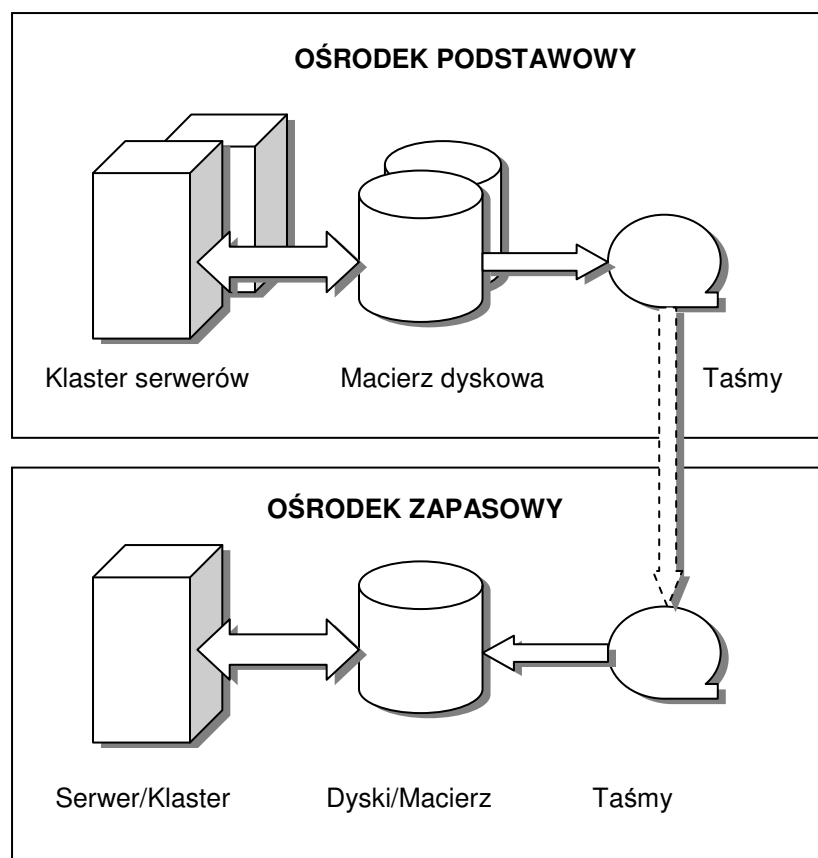 OŚRODEK PODSTAWOWY
Klaster serwerów
Macierz dyskowa
Taśmy
OŚRODEK ZAPASOWY
Serwer/Klaster
Dyski/Macierz
Taśmy